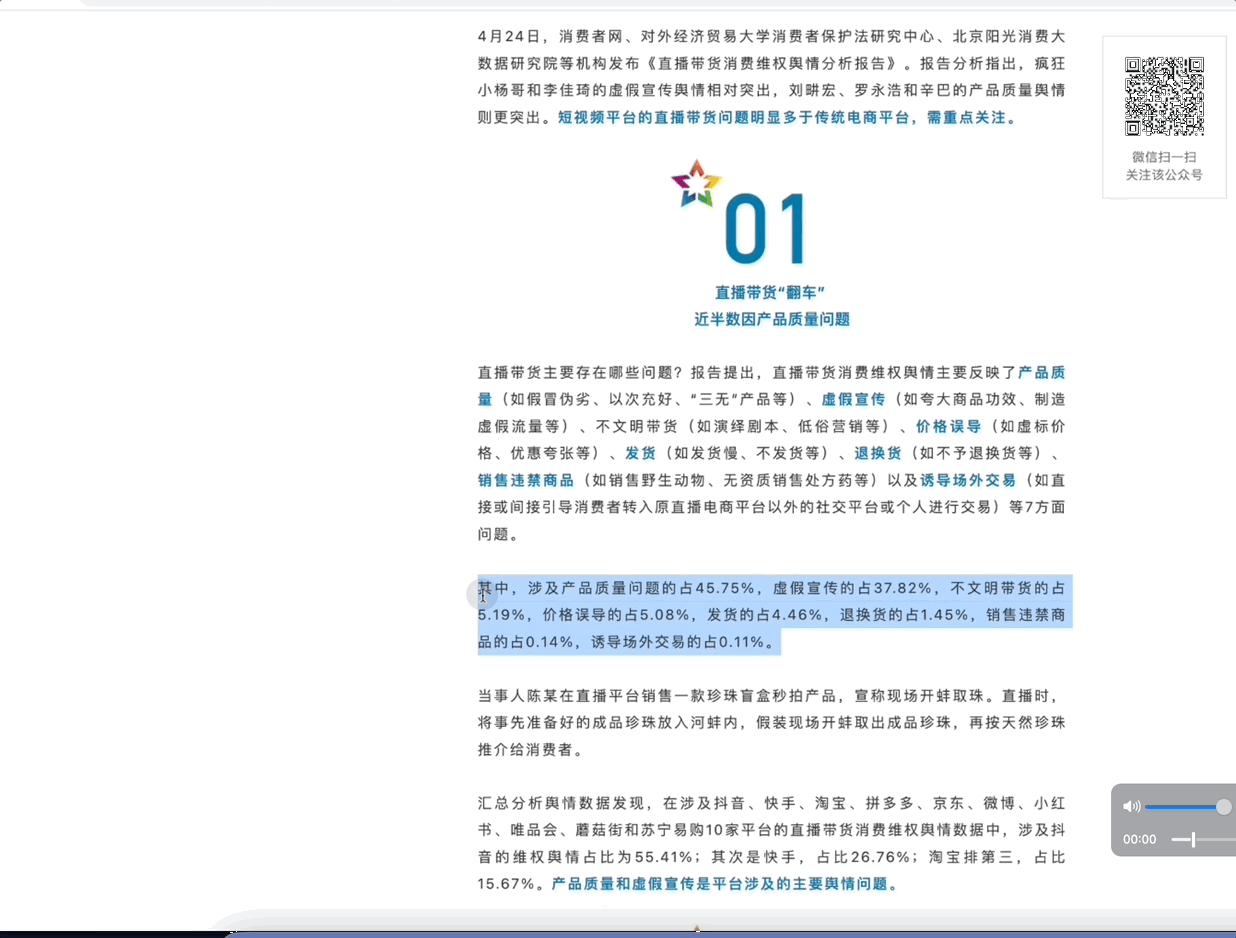 4月24日，消费者网、对外经济贸易大学消费者保护法研究中心、北京阳光消费大
数据研究院等机构发布《直播带货消费维权舆情分析报告》。报告分析指出，疯狂
小杨哥和李佳琦的虚假宣传舆情相对突出，刘畊宏、罗永浩和辛巴的产品质量舆情
则更突出。短视频平台的直播带货问题明显多于传统电商平台，需重点关注。
微信扫一扫
关注该公众号
01
直播带货“翻车”
近半数因产品质量问题
直播带货主要存在哪些问题？报告提出，直播带货消费维权舆情主要反映了产品质
量（如假冒伪劣、以次充好、“三无”产品等）、虚假宣传（如夸大商品功效、制造
虚假流量等）、不文明带货（如演绎剧本、低俗营销等）、价格误导（如虚标价
格、优惠夸张等）、发货（如发货慢、不发货等）、退换货（如不予退换货等）、
销售违禁商品（如销售野生动物、无资质销售处方药等）以及诱导场外交易（如直
接或间接引导消费者转入原直播电商平台以外的社交平台或个人进行交易）等7方面
问题。
其中，涉及产品质量问题的占45.75%，虚假宣传的占37.82%，不文明带货的占
5.19%，价格误导的占5.08%，发货的占4.46%，退换货的占1.45%，销售违禁商
品的占0.14%，诱导场外交易的占0.11%。
当事人陈某在直播平台销售一款珍珠盲盒秒拍产品，宣称现场开蚌取珠。直播时，
将事先准备好的成品珍珠放入河蚌内，假装现场开蚌取出成品珍珠，再按天然珍珠
推介给消费者。
汇总分析舆情数据发现，在涉及抖音、快手、淘宝、拼多多、京东、微博、小红
书、唯品会、蘑菇街和苏宁易购10家平台的直播带货消费维权舆情数据中，涉及抖
音的维权舆情占比为55.41%；其次是快手，占比26.76%；淘宝排第三，占比
15.67%。产品质量和虚假宣传是平台涉及的主要舆情问题。
00:00